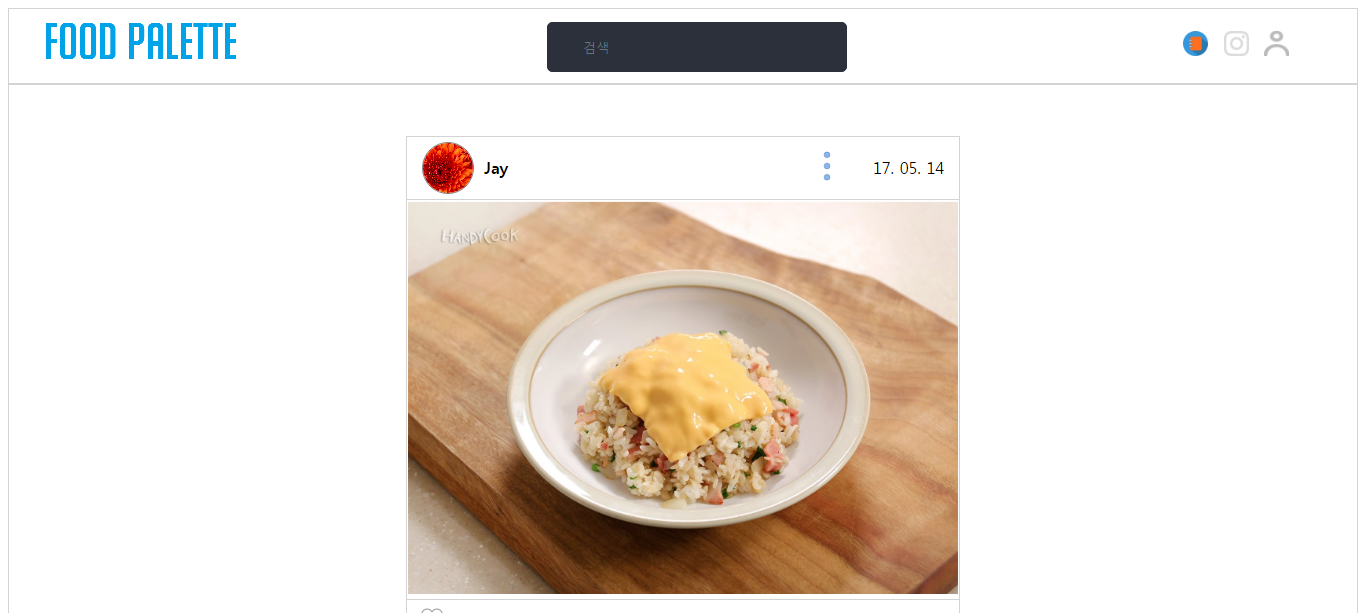 FOOD PALETTE
검색
Jay
17. 05. 14
HANDYCOOK